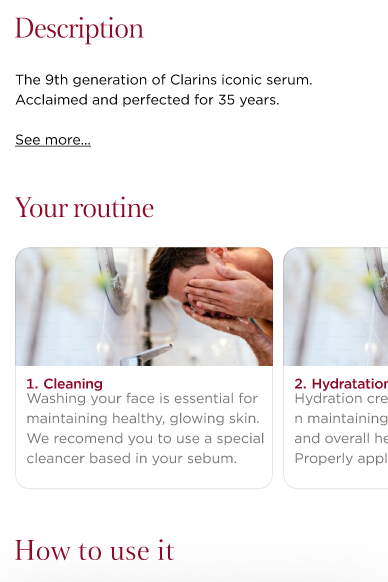 Description
The 9th generation of Clarins iconic serum.
Acclaimed and perfected for 35 years.
See more...
Your routine
1. Cleaning
Washing your face is essential for
maintaining healthy, glowing skin.
We recomend you to use a special
cleancer based in your sebum.
2. Hydratation
Hydration cre
n maintaining
and overall he
Properly appl
How to use it